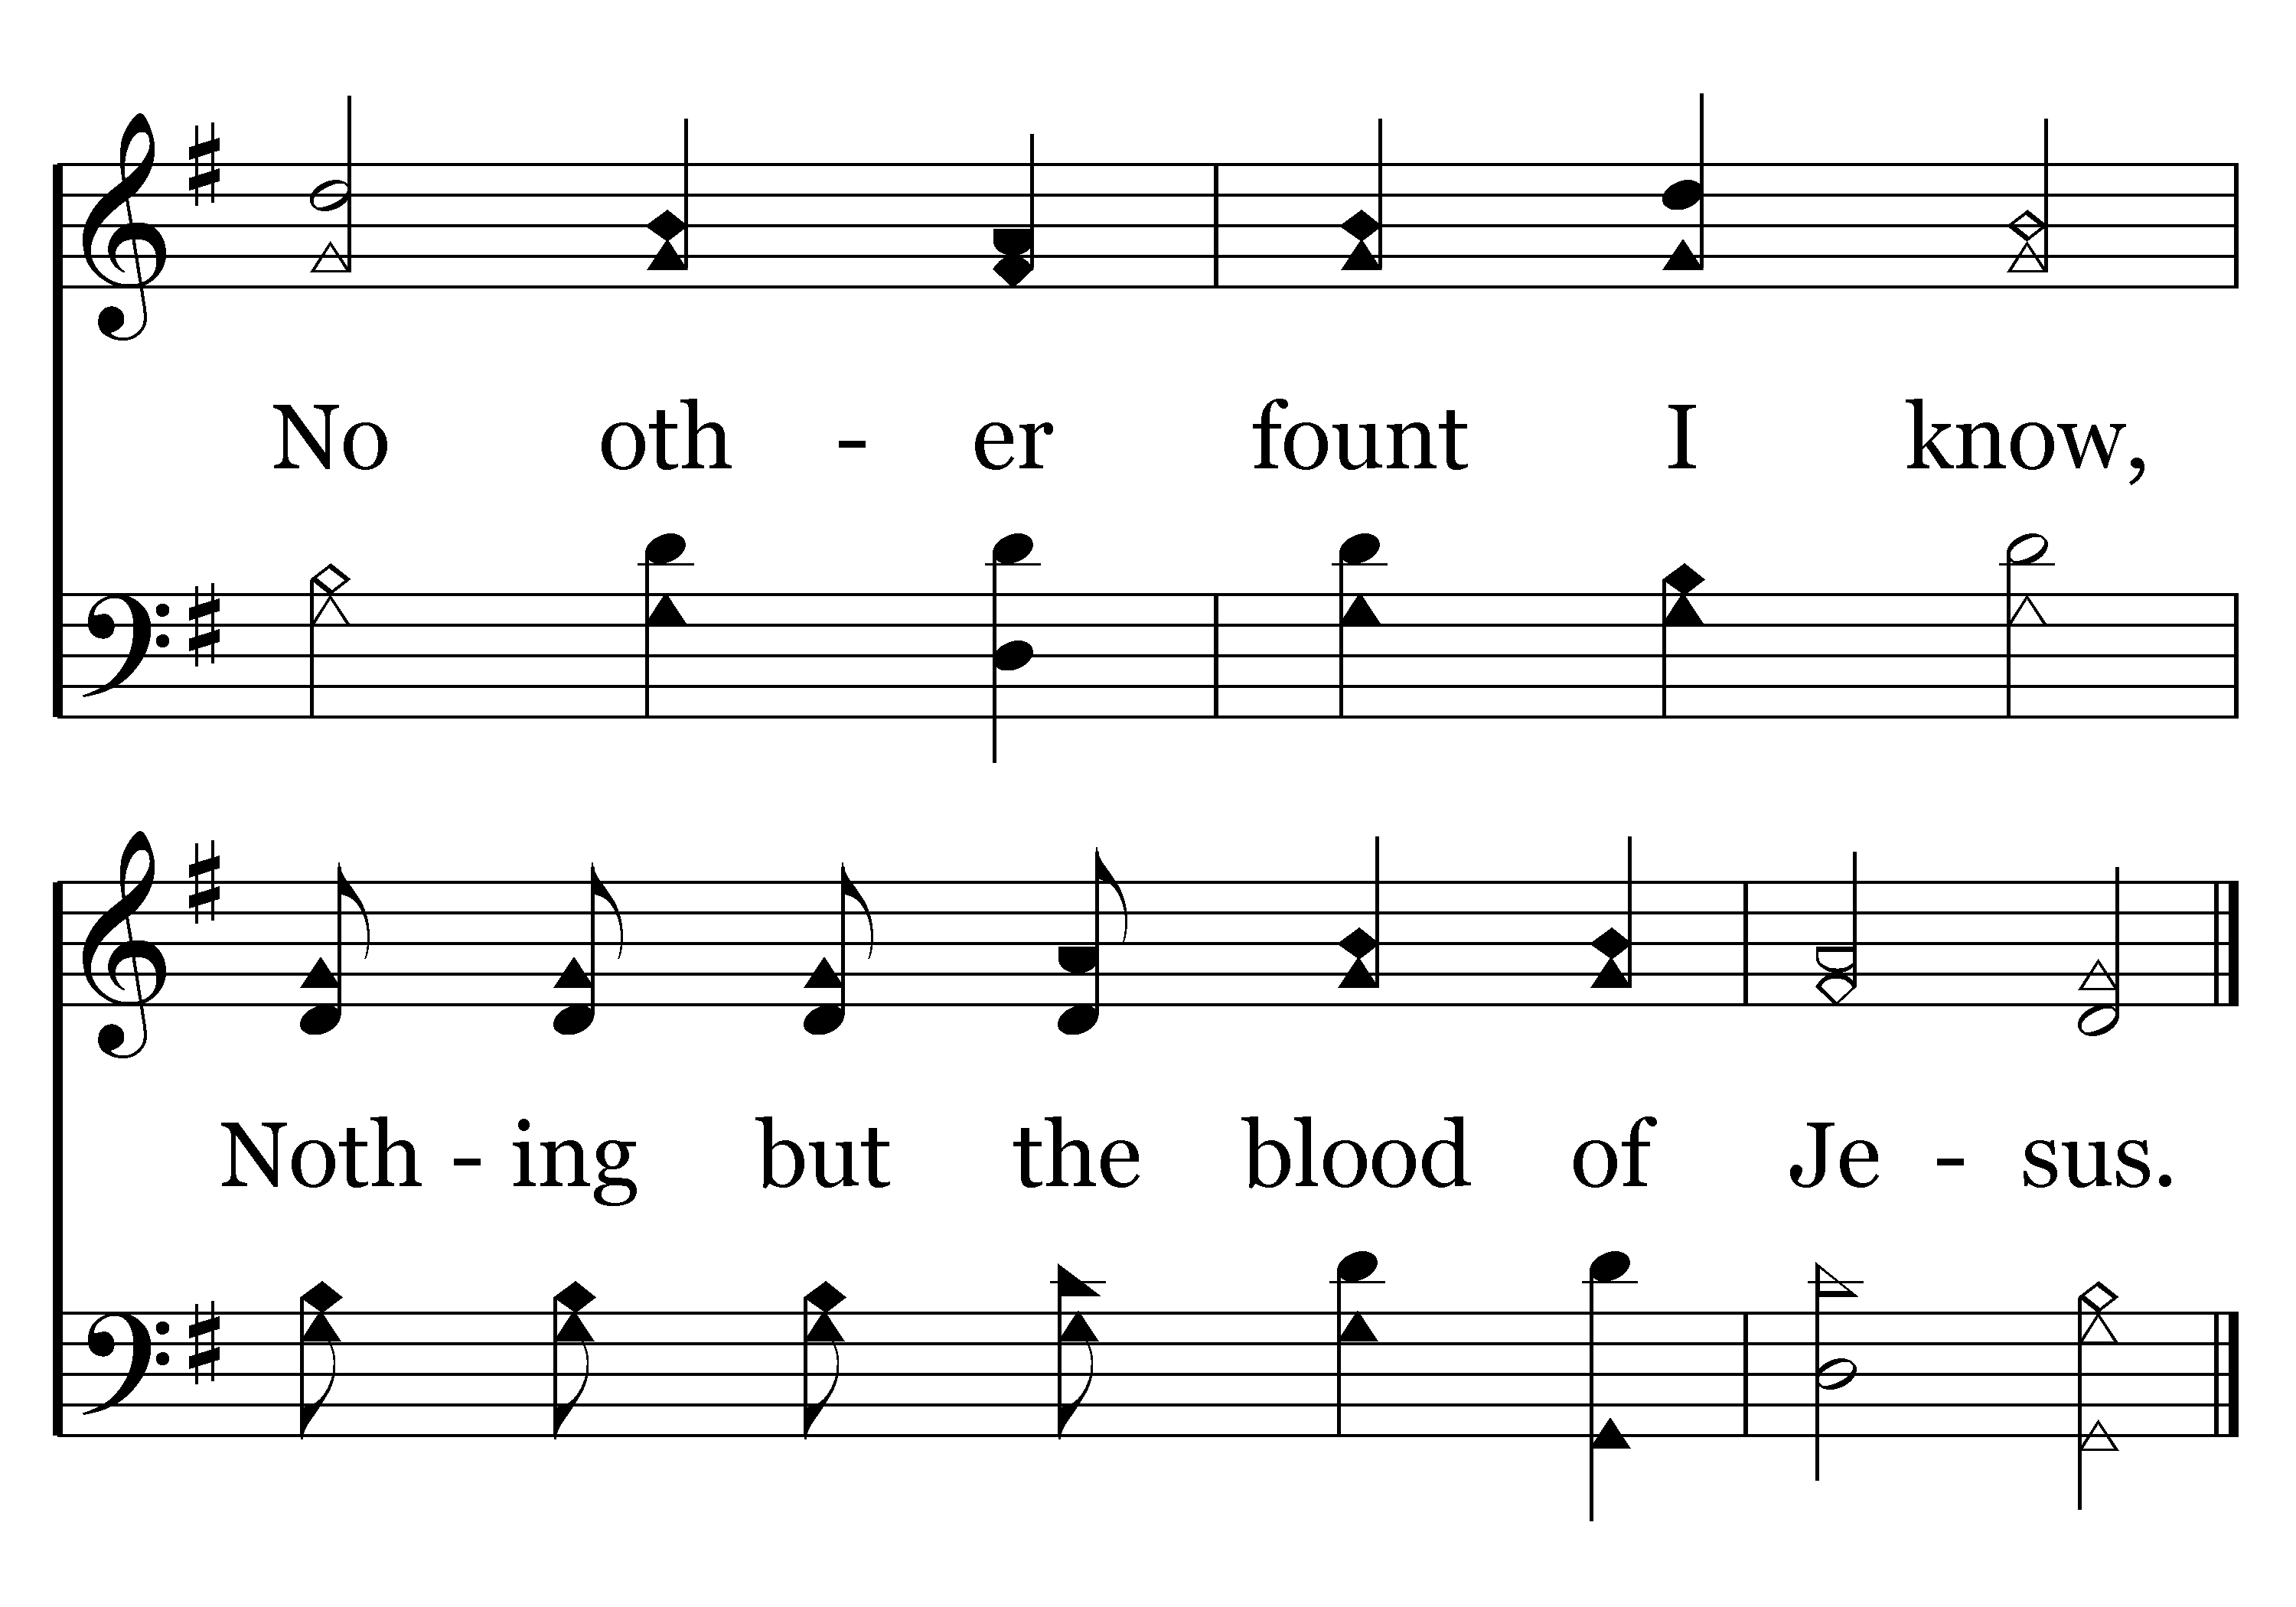 No oth - er fount I know,
Noth - ing but the blood of Je - sus.